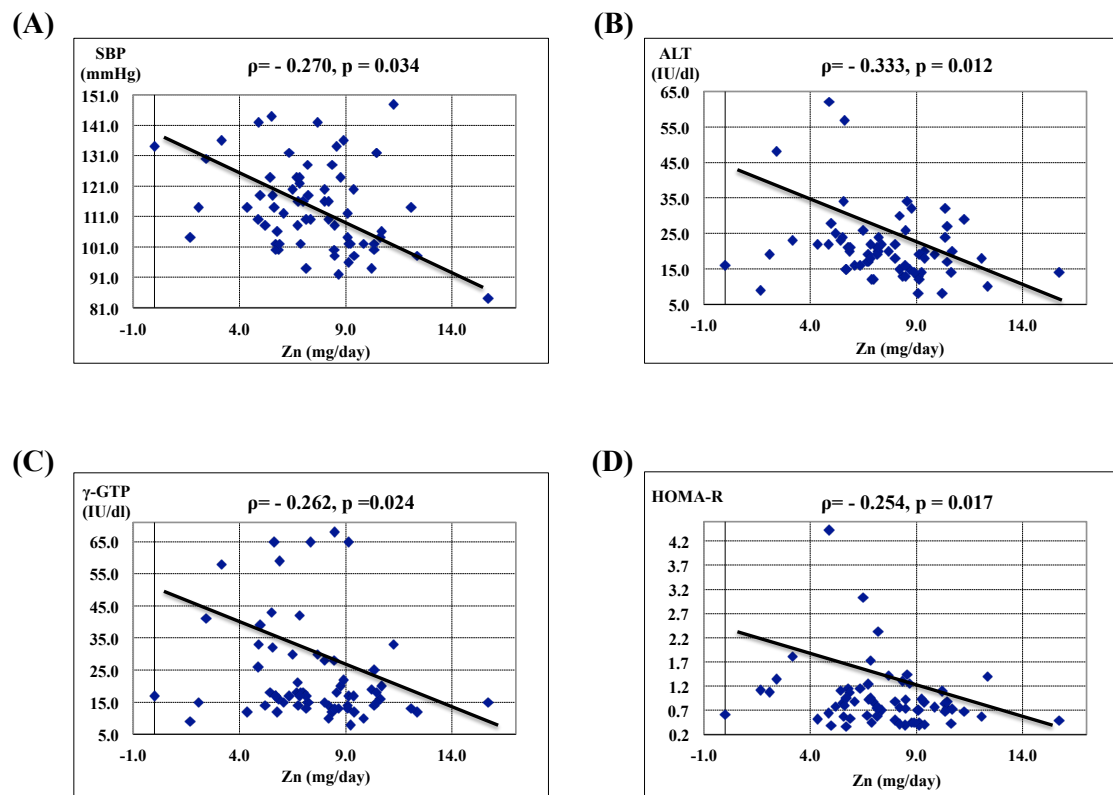 (A)
SBP
(mmHg)
ρ= - 0.270, p = 0.034
151.0
141.0
131.0
121.0
111.0
101.0
91.0
81.0
-1.0 4.0 9.0 14.0
Zn (mg/day)
(B)
ALT
(IU/dl)
ρ= - 0.333, p = 0.012
65.0
55.0
45.0
35.0
25.0
15.0
5.0
-1.0 4.0 9.0 14.0
Zn (mg/day)
(C)
γ-GTP
(IU/dl)
ρ= - 0.262, p =0.024
65.0
55.0
45.0
35.0
25.0
15.0
5.0
-1.0 4.0 9.0 14.0
Zn (mg/day)
(D)
HOMA-R
ρ= - 0.254, p = 0.017
4.2
3.7
3.2
2.7
2.2
1.7
1.2
0.7
0.2
-1.0 4.0 9.0 14.0
Zn (mg/day)